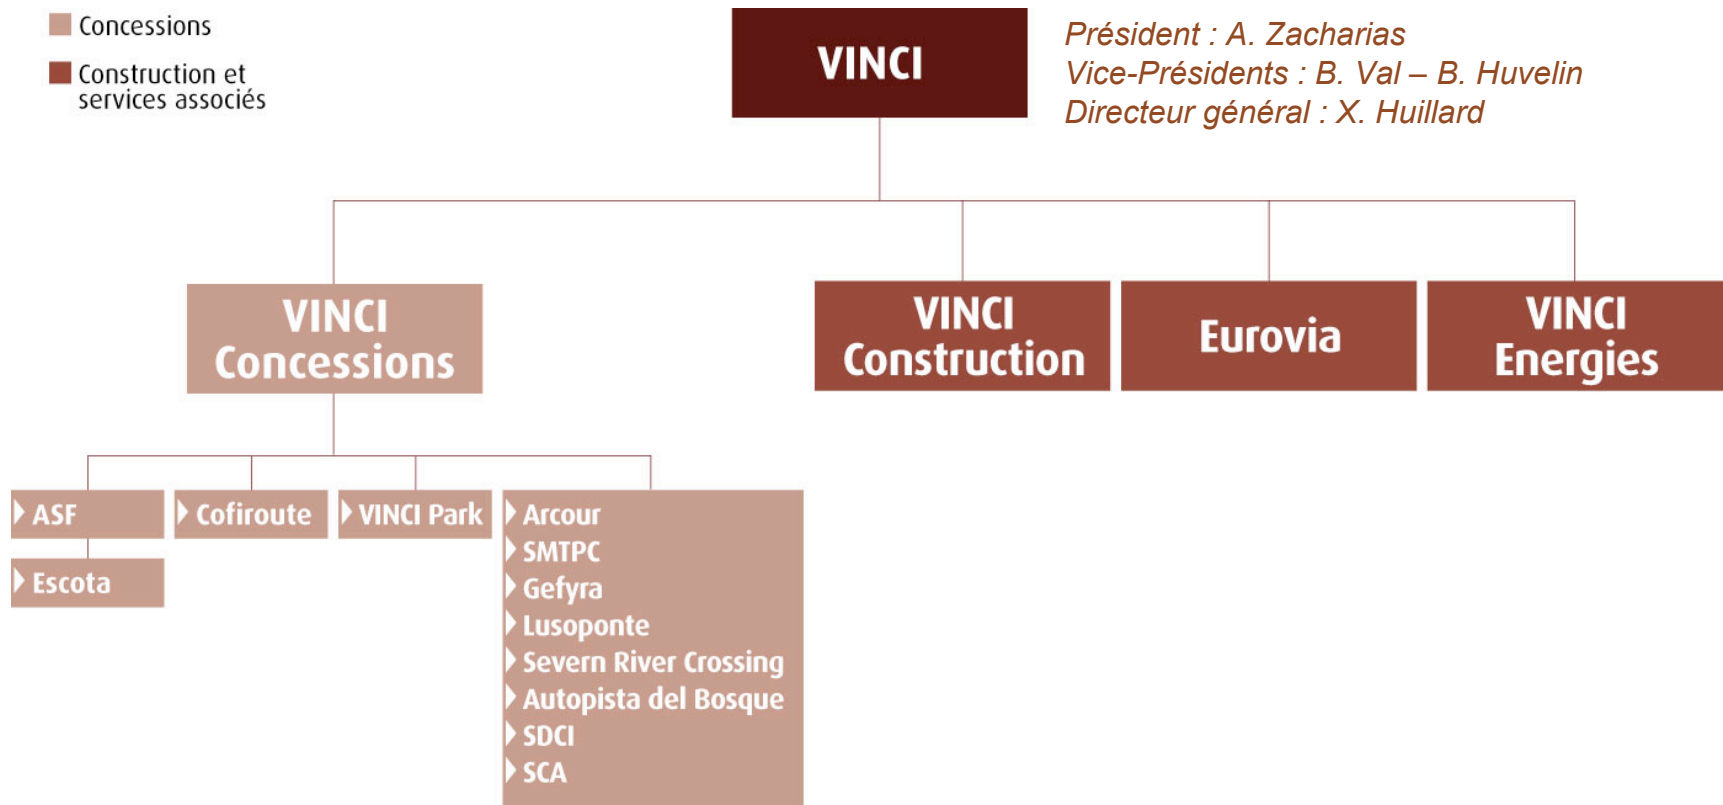 Concessions
Construction et
services associés
VINCI
Président : A. Zacharias
Vice-Présidents : B. Val – B. Huvelin
Directeur général : X. Huillard
VINCI
Concessions
VINCI
Construction
Eurovia
VINCI
Energies
ASF
Escota
Cofiroute
VINCI Park
Arcour
SMTPC
Gefyra
Lusoponte
Severn River Crossing
Autopista del Bosque
SDCI
SCA